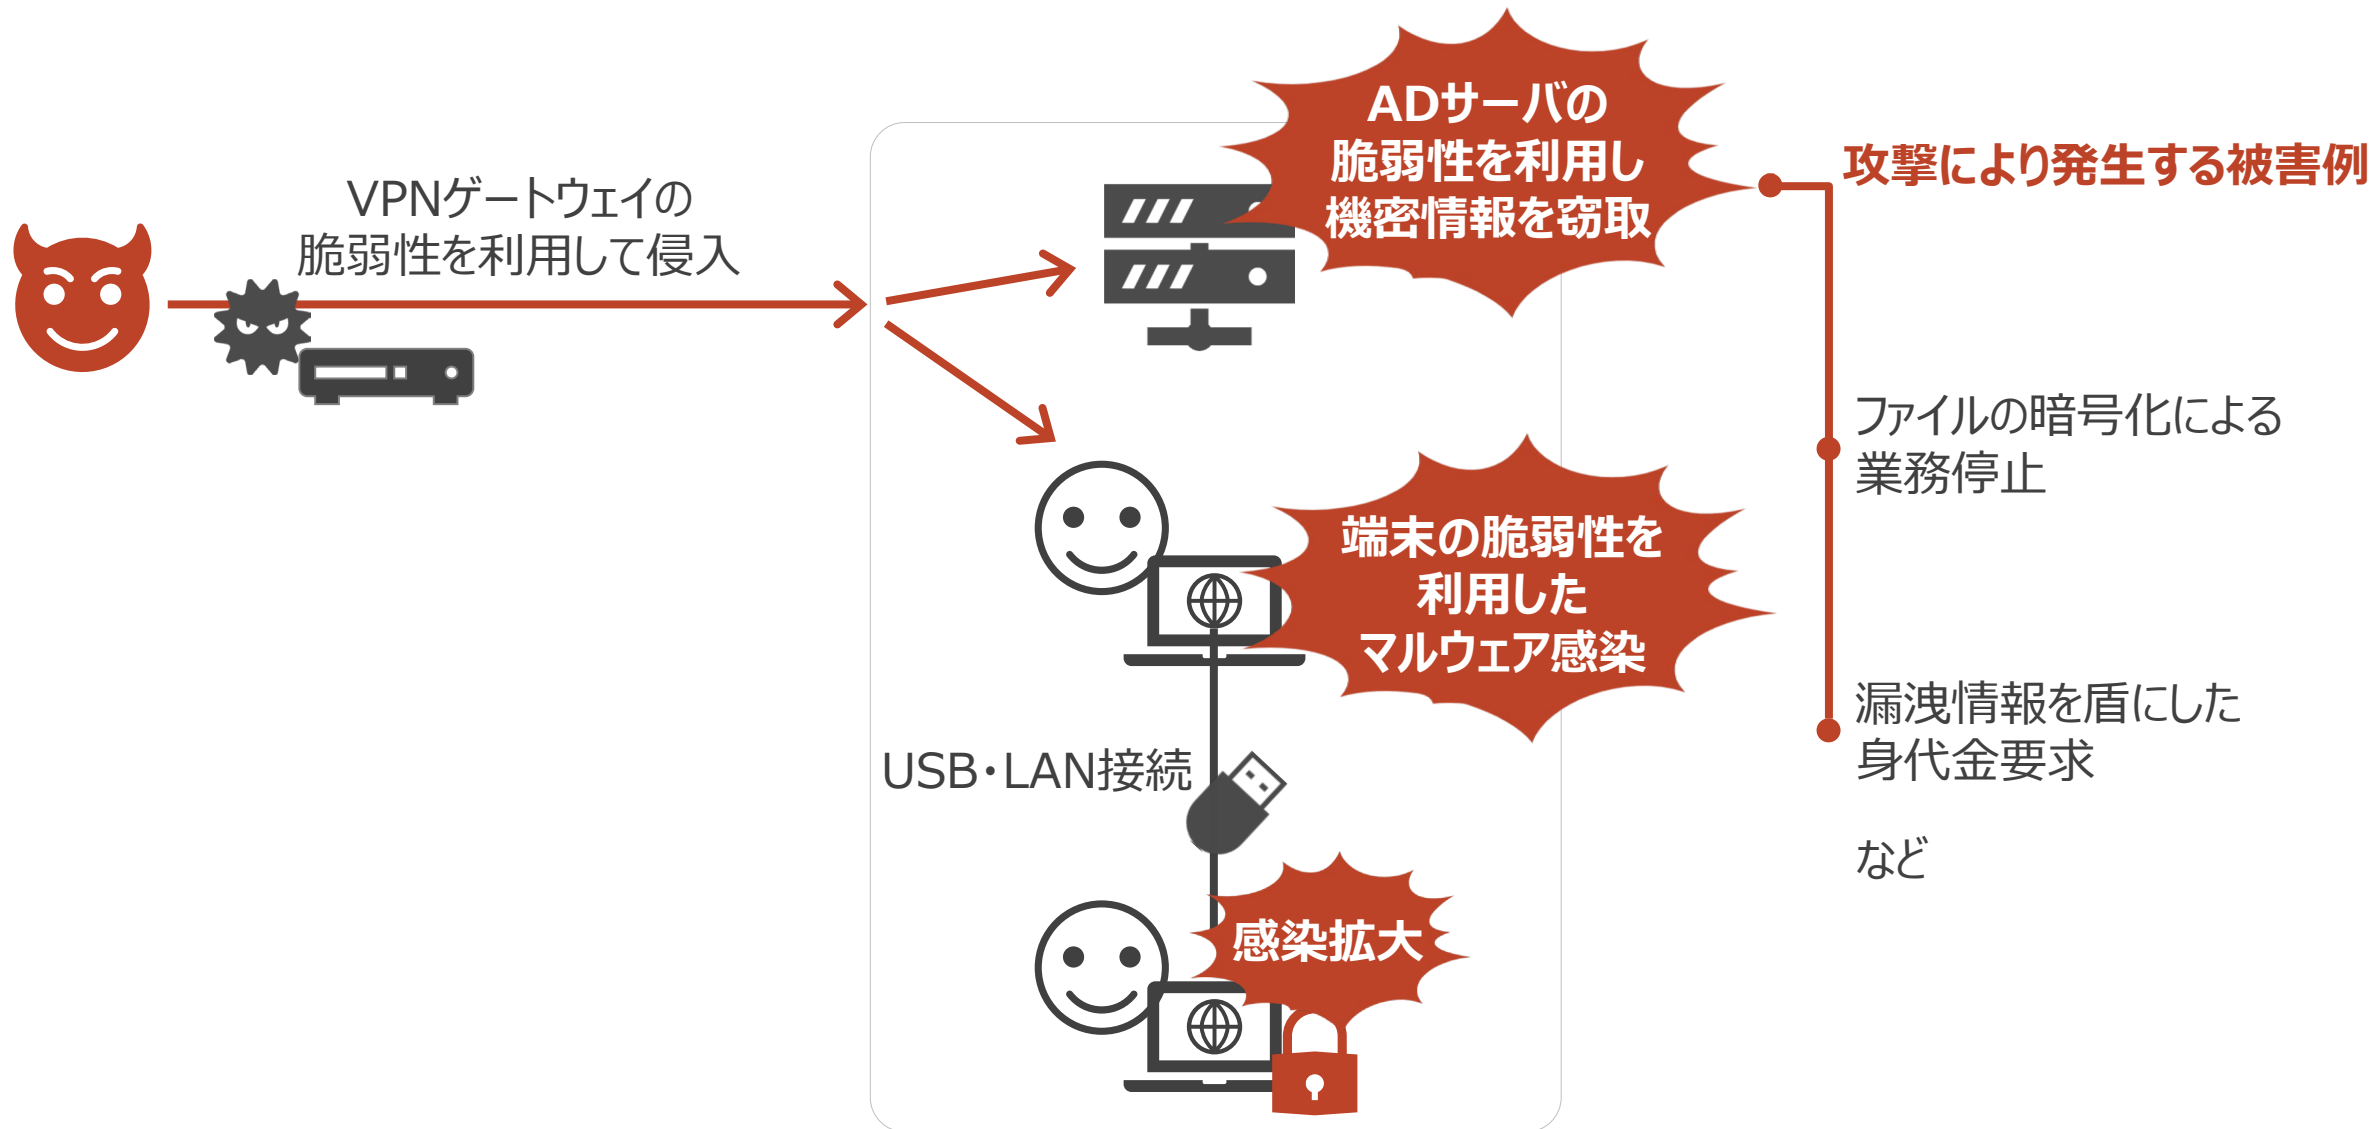 VPNゲートウェイの
脆弱性を利用して侵入
ADサーバの
脆弱性を利用し
機密情報を窃取
端末の脆弱性を
利用した
マルウェア感染
USB・LAN接続
感染拡大
攻撃により発生する被害例
ファイルの暗号化による
業務停止
漏洩情報を盾にした
身代金要求
など